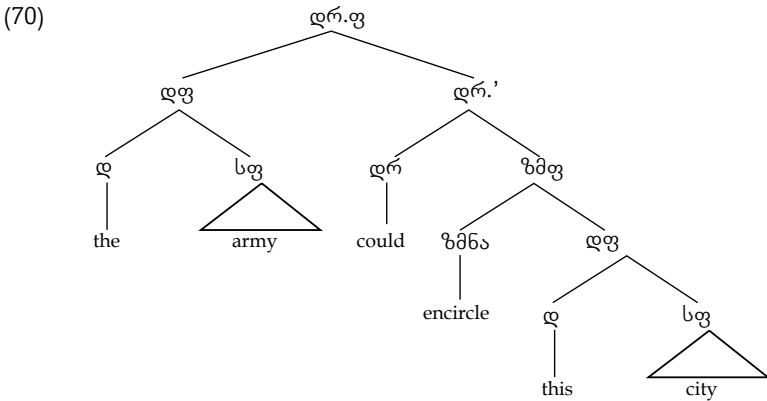 (70) დრ.ფ
დფ დრ.’
დ სფ დრ ზმფ
the army could ზმნა დფ
encircle დ სფ
this city